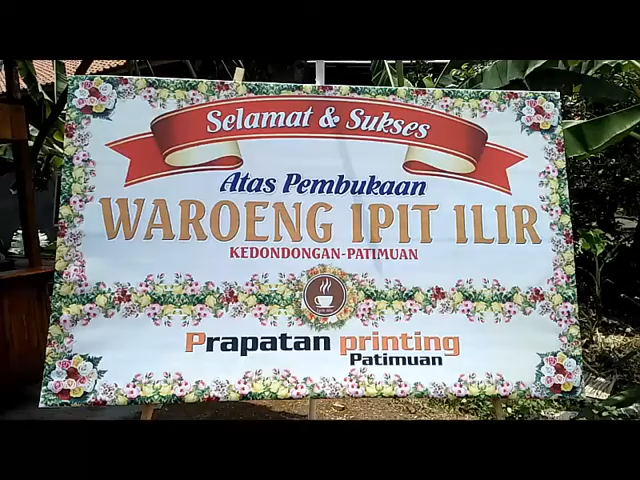 Selamat & Sukses
Atas Pembukaan
WAROENG IPIT ILIR
KEDONDONGAN-PATIMUAN
Prapatan printing
Patimuan